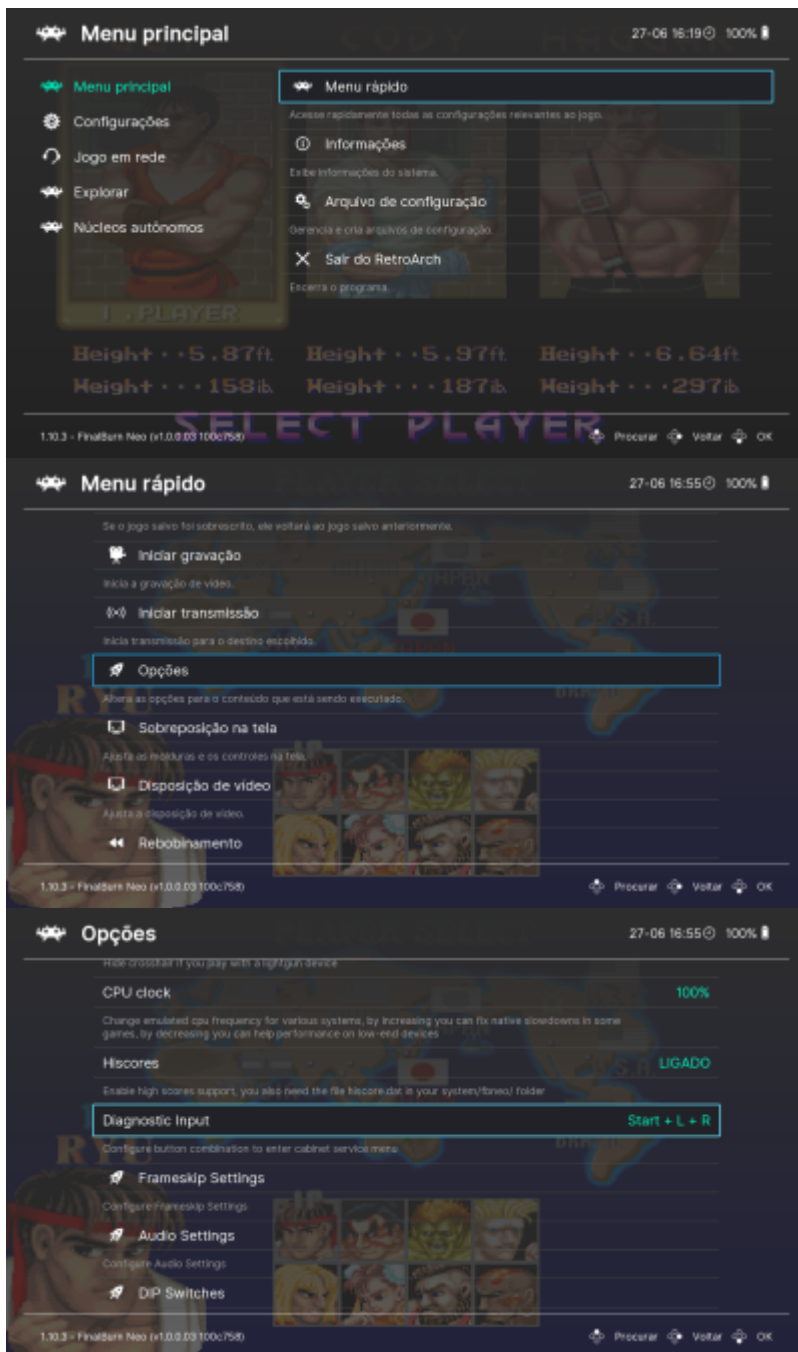 Menu principal
27-06 16:19 100%
CODY HAGGAR
Menu principal
Configurações
Jogo em rede
Explorar
Núcleos autônomos
Menu rápido
Acesse rapidamente todas as configurações relevantes ao jogo.
Informações
Exibe informações do sistema.
Arquivo de configuração
Gerencia e cria arquivos de configuração.
Sair do RetroArch
Encerra o programa.
1.PLAYER
Height··5.87ft. Height··5.97ft. Height··6.64ft.
Weight···158lb. Weight···187lb. Weight···297lb.
SELECT PLAYER
1.10.3 - FinalBurn Neo (v1.0.0.03 100c758)
Procurar Voltar OK
Menu rápido
27-06 16:55 100%
Se o jogo salvo foi sobrescrito, ele voltará ao jogo salvo anteriormente.
Iniciar gravação
Inicia a gravação de vídeo.
Iniciar transmissão
Inicia transmissão para o destino escolhido.
Opções
Altera as opções para o conteúdo que está sendo executado.
RYU
Sobreposição na tela
Ajusta as molduras e os controles na tela.
Disposição de vídeo
Ajusta a disposição de vídeo.
Rebobinamento
1.10.3 - FinalBurn Neo (v1.0.0.03 100c758)
Procurar Voltar OK
Opções
27-06 16:55 100%
Hide crosshair if you play with a lightgun device
CPU clock 100%
Change emulated cpu frequency for various systems, by increasing you can fix native slowdowns in some
games, by decreasing you can help performance on low-end devices
Hiscores LIGADO
Enable high scores support, you also need the file hiscore.dat in your system/fbneo/ folder
Diagnostic Input Start + L + R
Configure button combination to enter cabinet service menu
RYU
Frameskip Settings
Configure Frameskip Settings
Audio Settings
Configure Audio Settings
DIP Switches
1.10.3 - FinalBurn Neo (v1.0.0.03 100c758)
Procurar Voltar OK